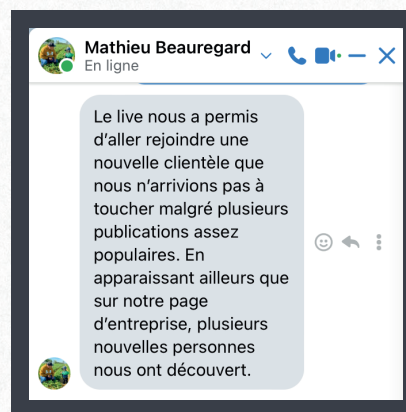 Mathieu Beauregard
En ligne
Le live nous a permis
d'aller rejoindre une
nouvelle clientèle que
nous n'arrivions pas à
toucher malgré plusieurs
publications assez
populaires. En
apparaissant ailleurs que
sur notre page
d'entreprise, plusieurs
nouvelles personnes
nous ont découvert.